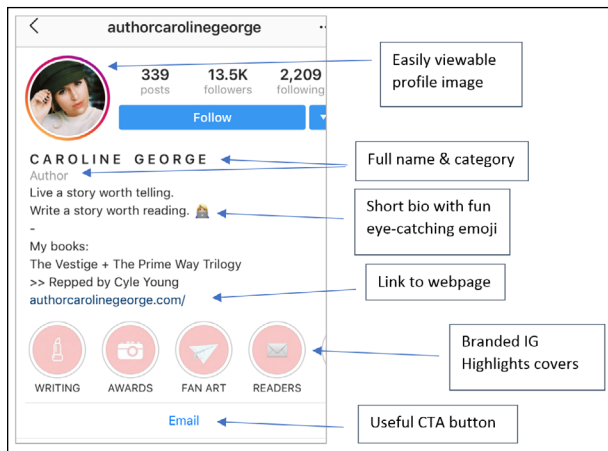 authorcarolinegeorge
339 13.5K 2,209
posts followers following
Follow
CAROLINE GEORGE
Author
Live a story worth telling.
Write a story worth reading. 👩🏼‍💻
-
My books:
The Vestige + The Prime Way Trilogy
>> Repped by Cyle Young
authorcarolinegeorge.com/
WRITING AWARDS FAN ART READERS
Email
Easily viewable
profile image
Full name & category
Short bio with fun
eye-catching emoji
Link to webpage
Branded IG
Highlights covers
Useful CTA button